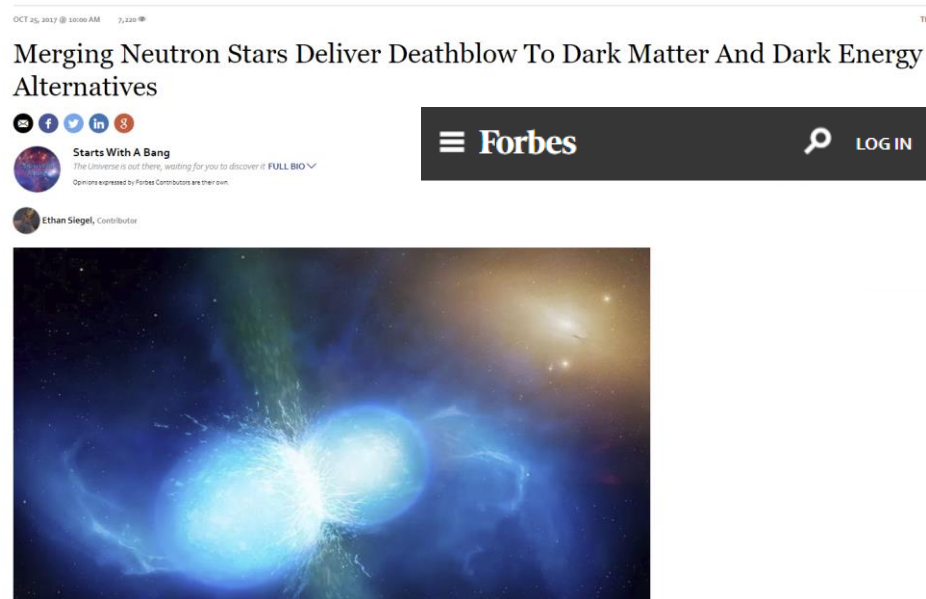 OCT 25, 2017 @ 10:00 AM 7,220
Merging Neutron Stars Deliver Deathblow To Dark Matter And Dark Energy
Alternatives
Forbes
LOG IN
Starts With A Bang
The Universe is out there, waiting for you to discover it FULL BIO
Opinions expressed by Forbes Contributors are their own.
Ethan Siegel, Contributor